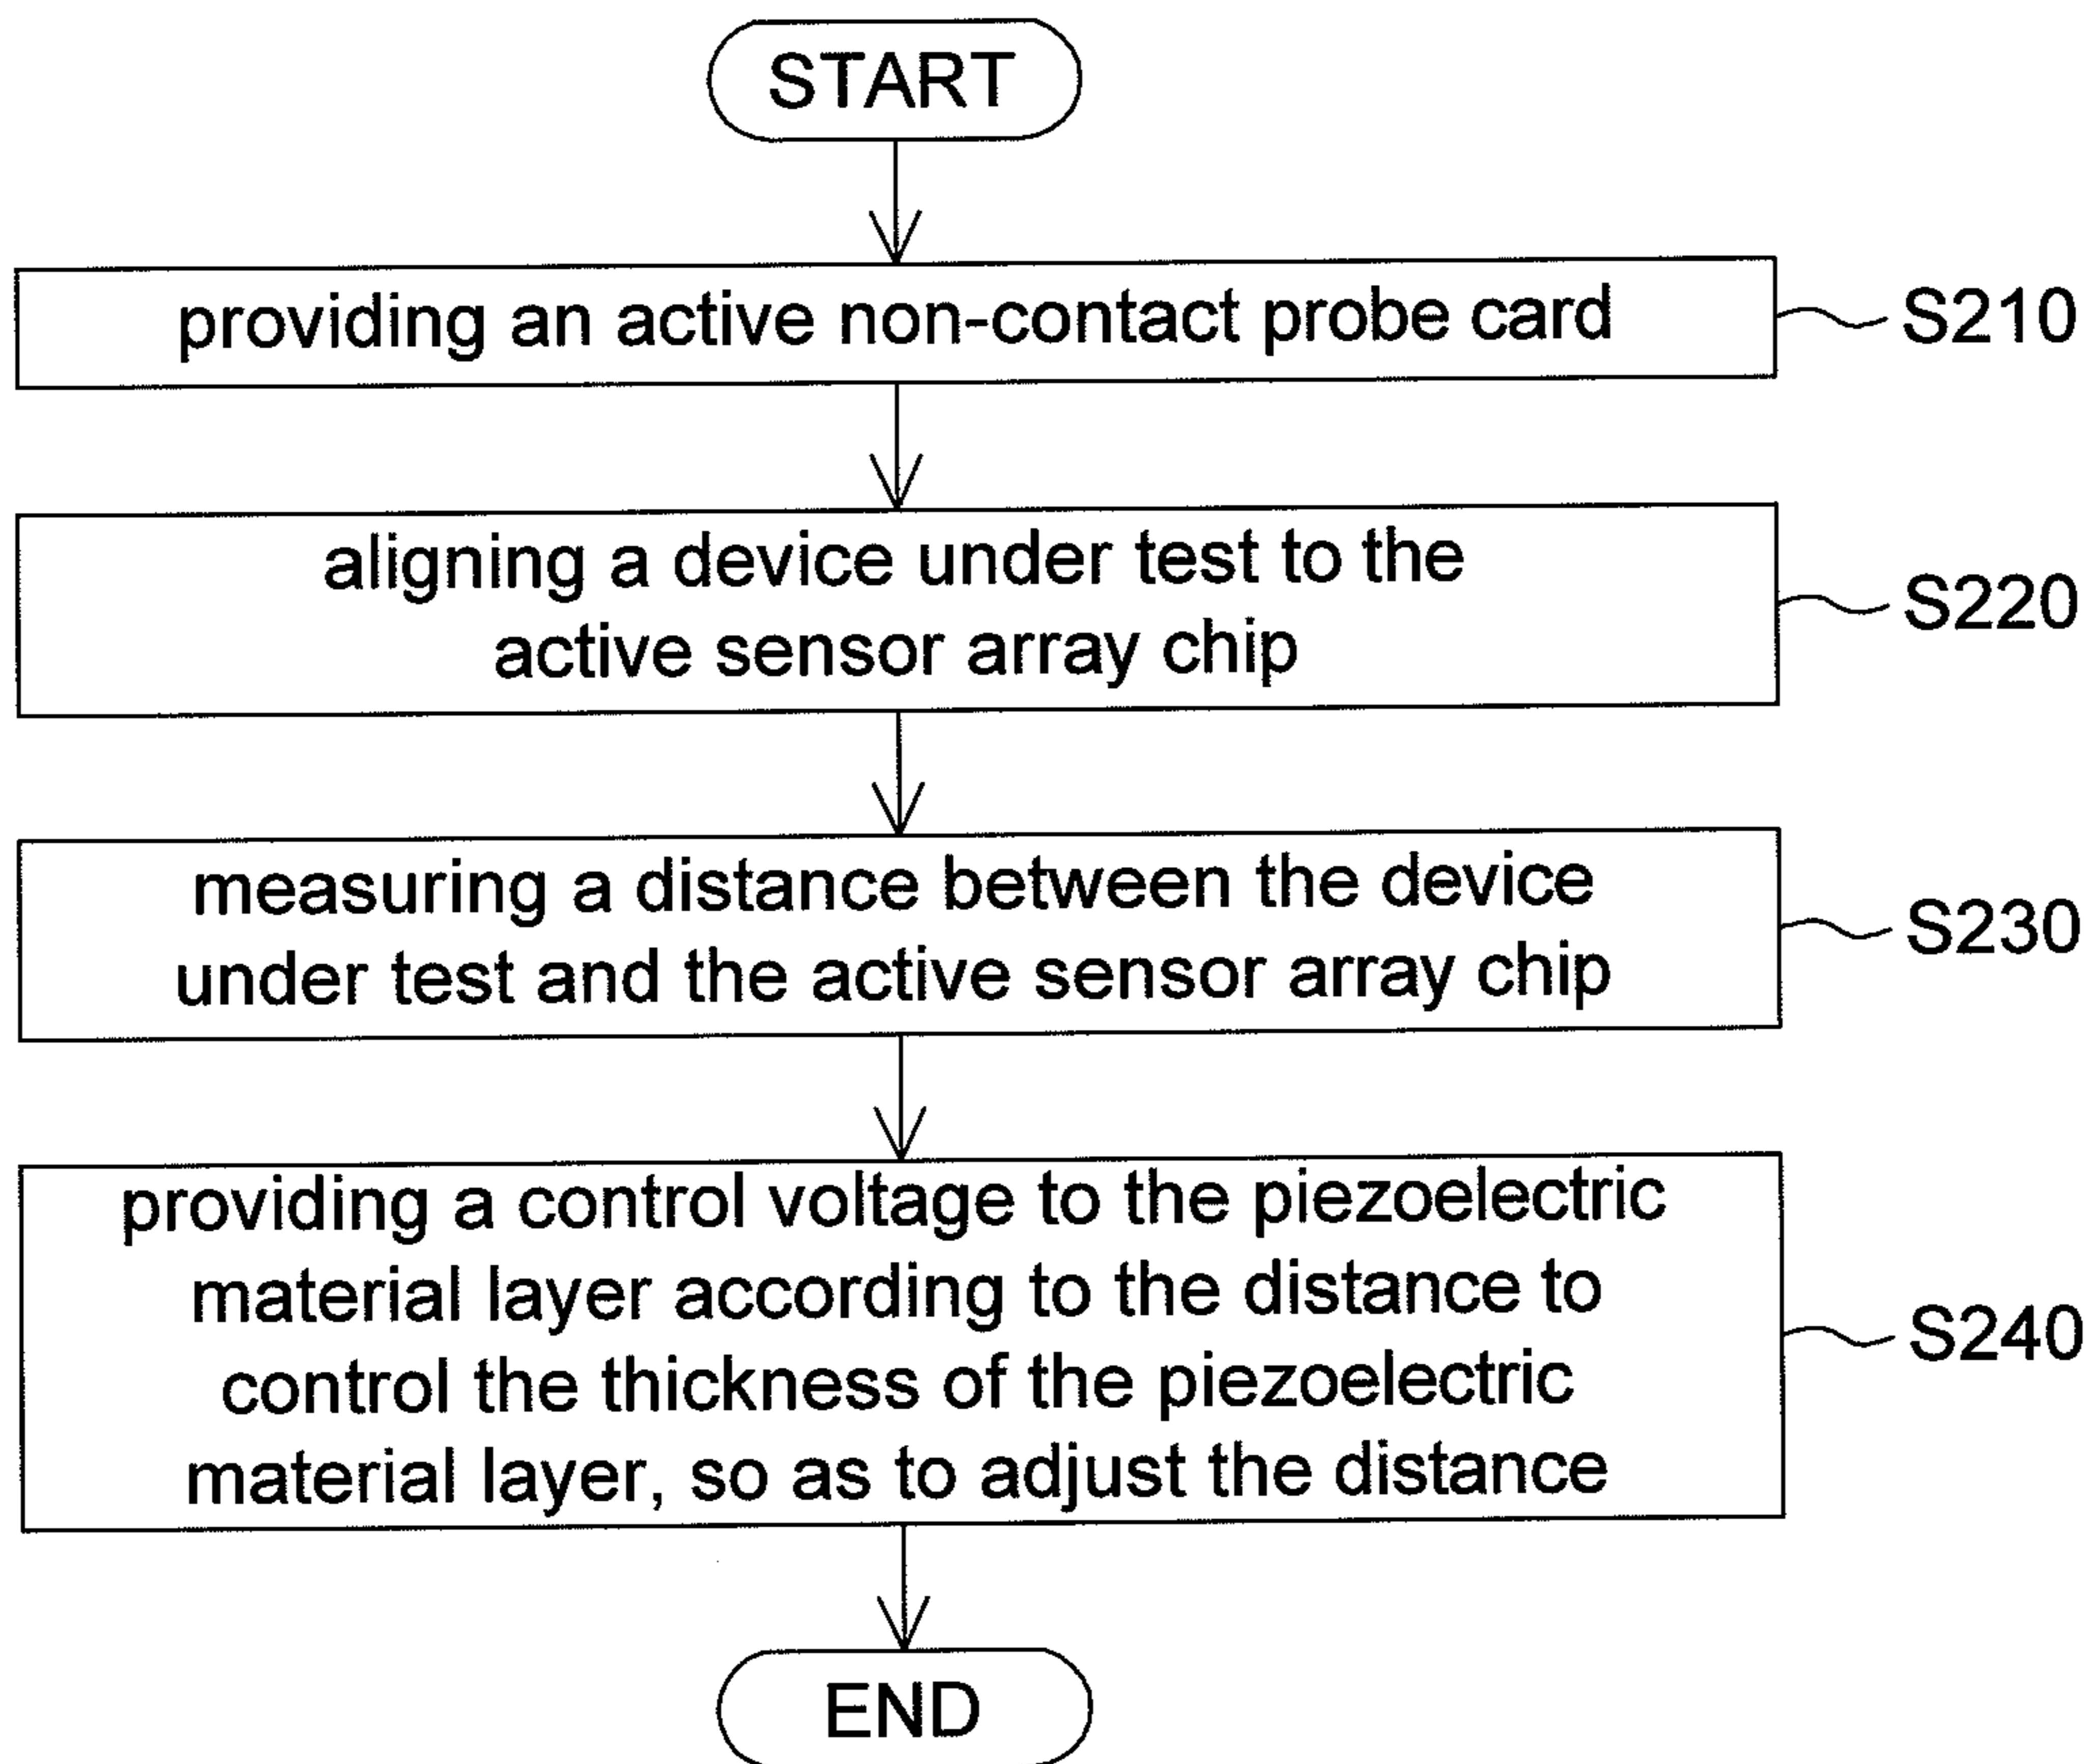 START
providing an active non-contact probe card
S210
aligning a device under test to the
active sensor array chip
S220
measuring a distance between the device
under test and the active sensor array chip
S230
providing a control voltage to the piezoelectric
material layer according to the distance to
control the thickness of the piezoelectric
material layer, so as to adjust the distance
S240
END